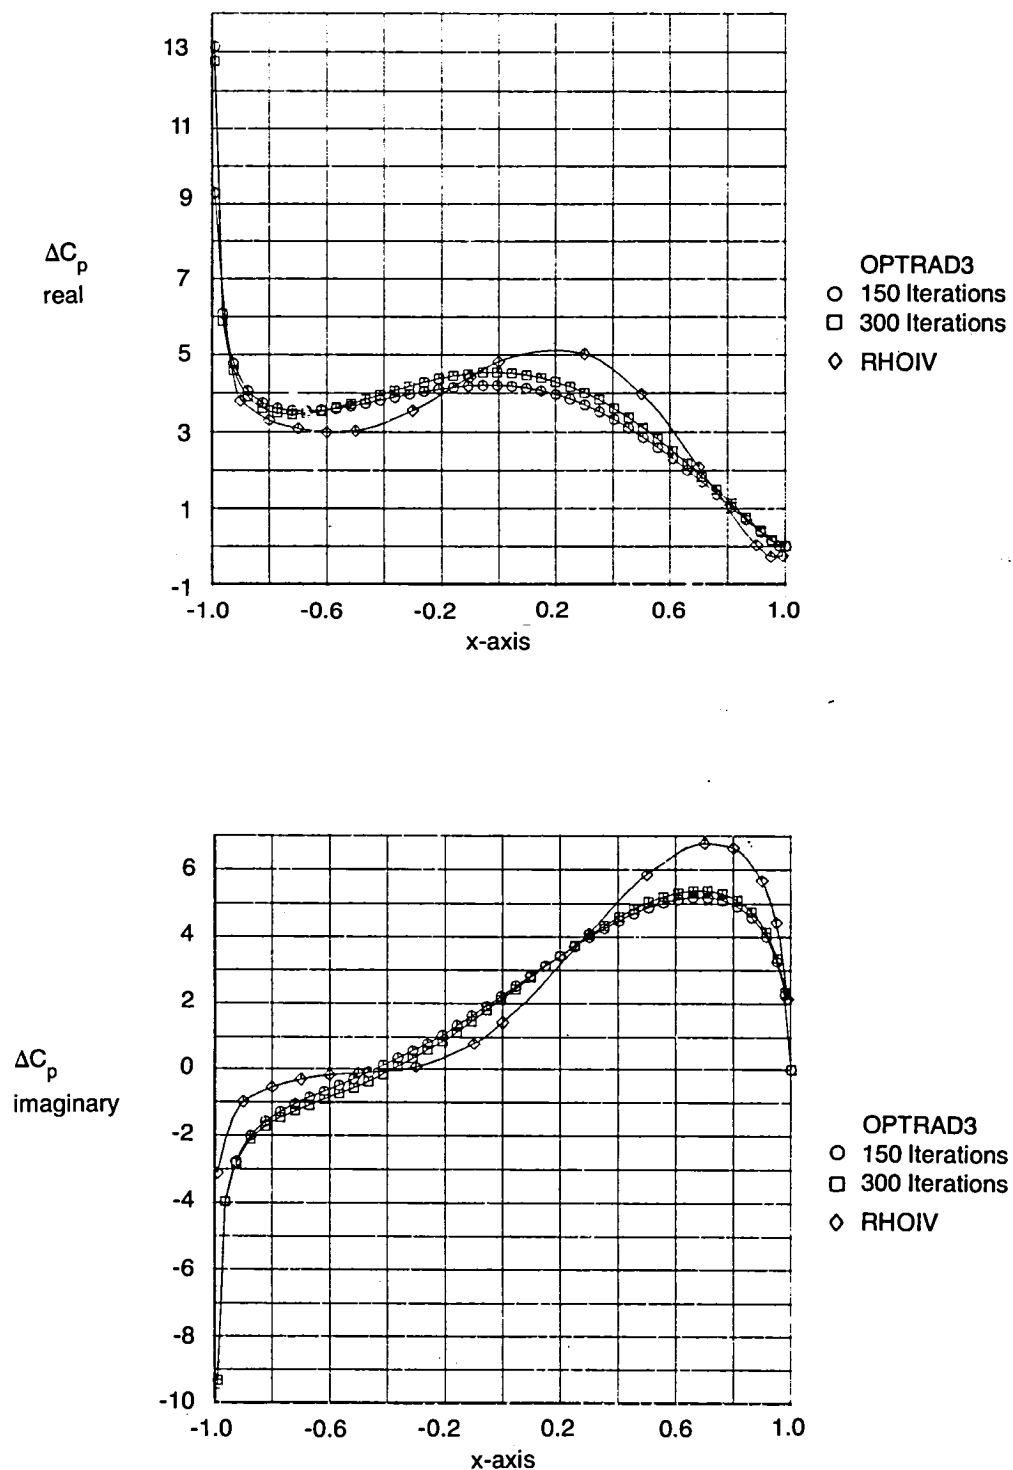 13
11
9
7
5
3
1
-1
ΔCp
real
-1.0 -0.6 -0.2 0.2 0.6 1.0
x-axis
OPTRAD3
150 Iterations
300 Iterations
RHOIV
6
4
2
0
-2
-4
-6
-8
-10
ΔCp
imaginary
-1.0 -0.6 -0.2 0.2 0.6 1.0
x-axis
OPTRAD3
150 Iterations
300 Iterations
RHOIV